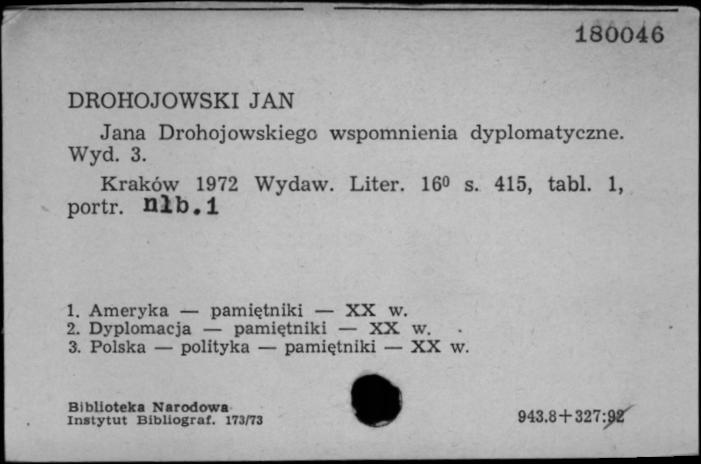 180046
DROHOJOWSKI JAN
Jana Drohojowskiego wspomnienia dyplomatyczne.
Wyd. 3.
Kraków 1972 Wydaw. Liter. 16⁰ s. 415, tabl. 1,
portr. nlb.1
1. Ameryka — pamiętniki — XX w.
2. Dyplomacja — pamiętniki — XX w.
3. Polska — polityka — pamiętniki — XX w.
Biblioteka Narodowa
Instytut Bibliograf. 173/73
943.8+327:92